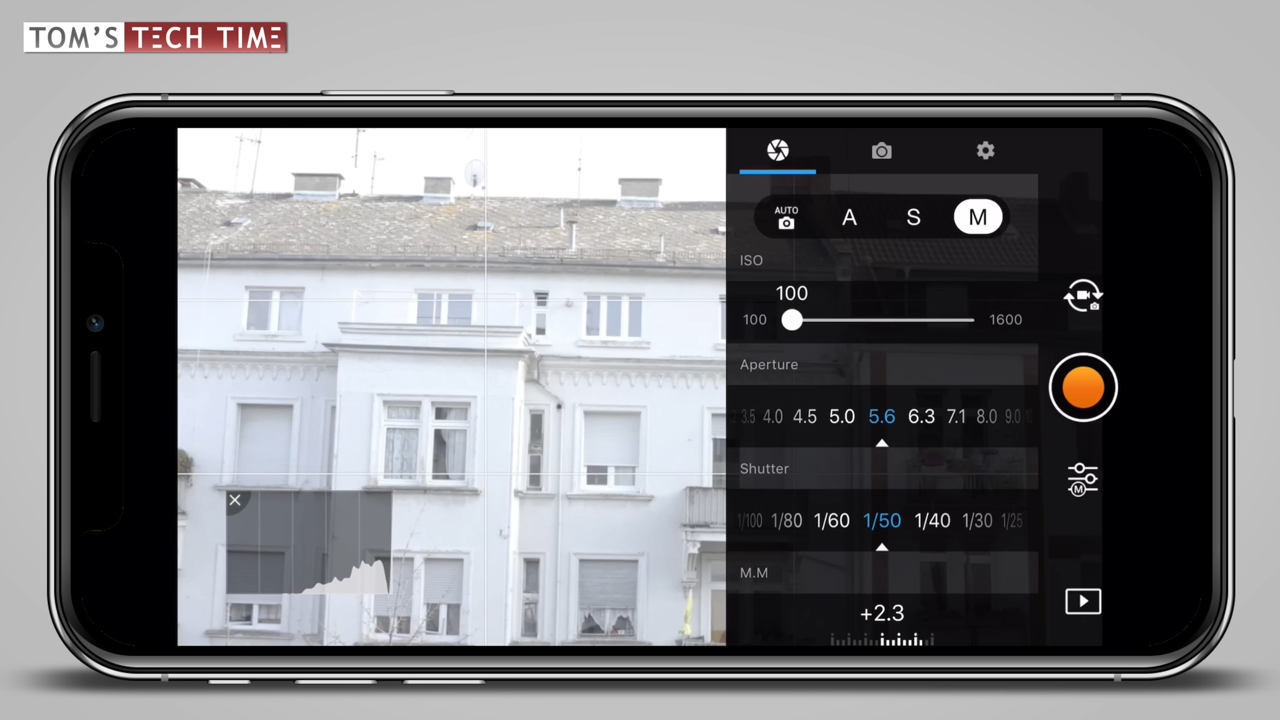 TOM'S TECH TIME
AUTO A S M
ISO
100
100 1600
Aperture
3.5 4.0 4.5 5.0 5.6 6.3 7.1 8.0 9.0
Shutter
1/100 1/80 1/60 1/50 1/40 1/30 1/25
M
M.M
+2.3